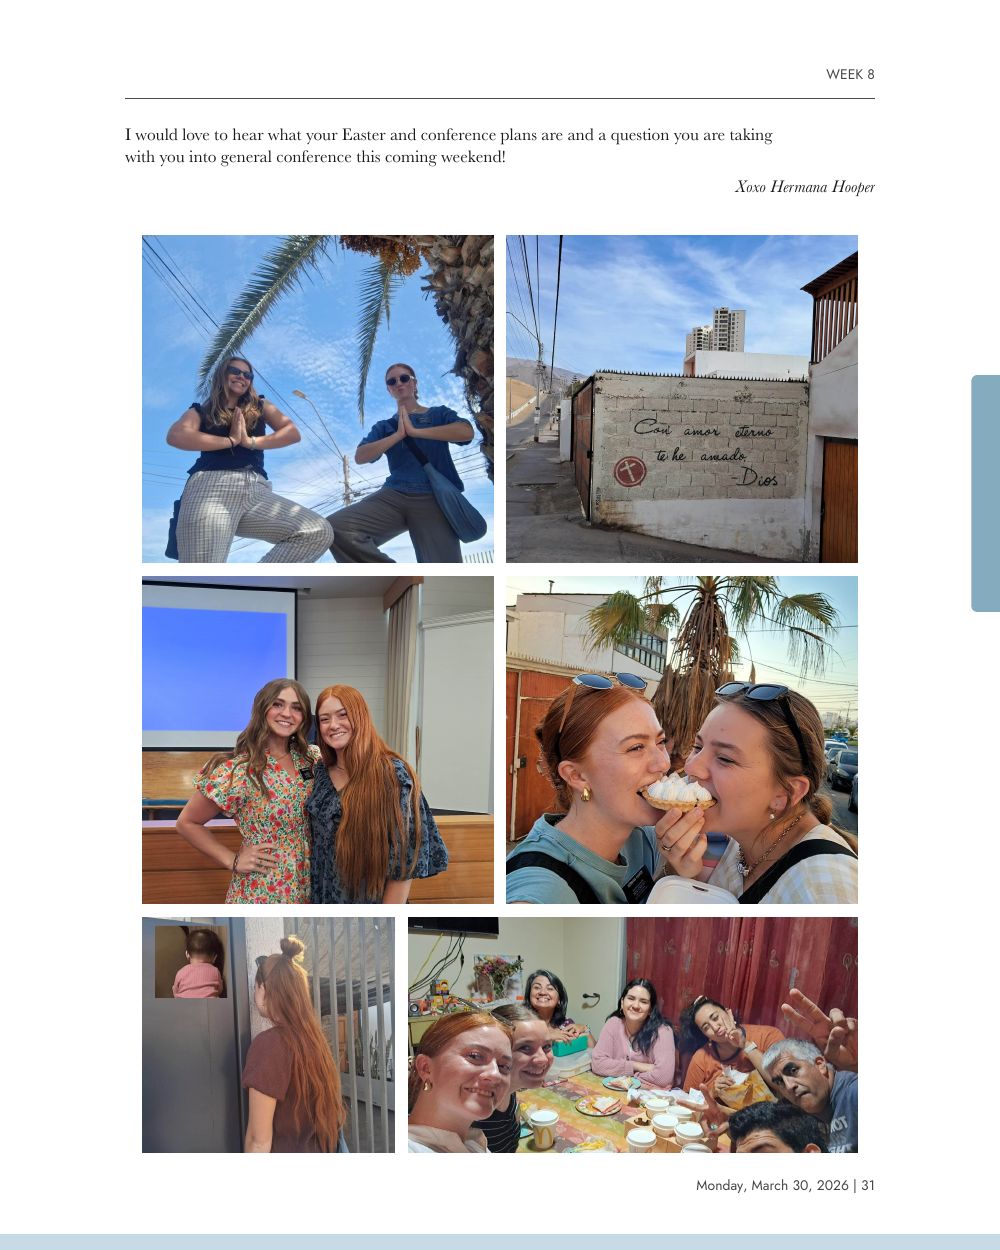 WEEK 8
I would love to hear what your Easter and conference plans are and a question you are taking
with you into general conference this coming weekend!
Xoxo Hermana Hooper
Con amor eterno
te he amado
-Dios
Monday, March 30, 2026 | 31